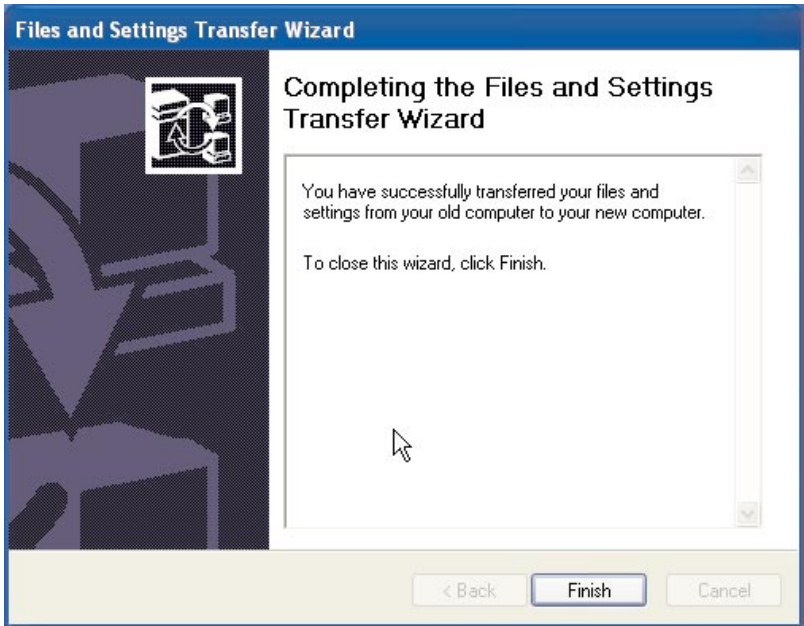 Files and Settings Transfer Wizard
Completing the Files and Settings
Transfer Wizard
You have successfully transferred your files and
settings from your old computer to your new computer.
To close this wizard, click Finish.
< Back Finish Cancel